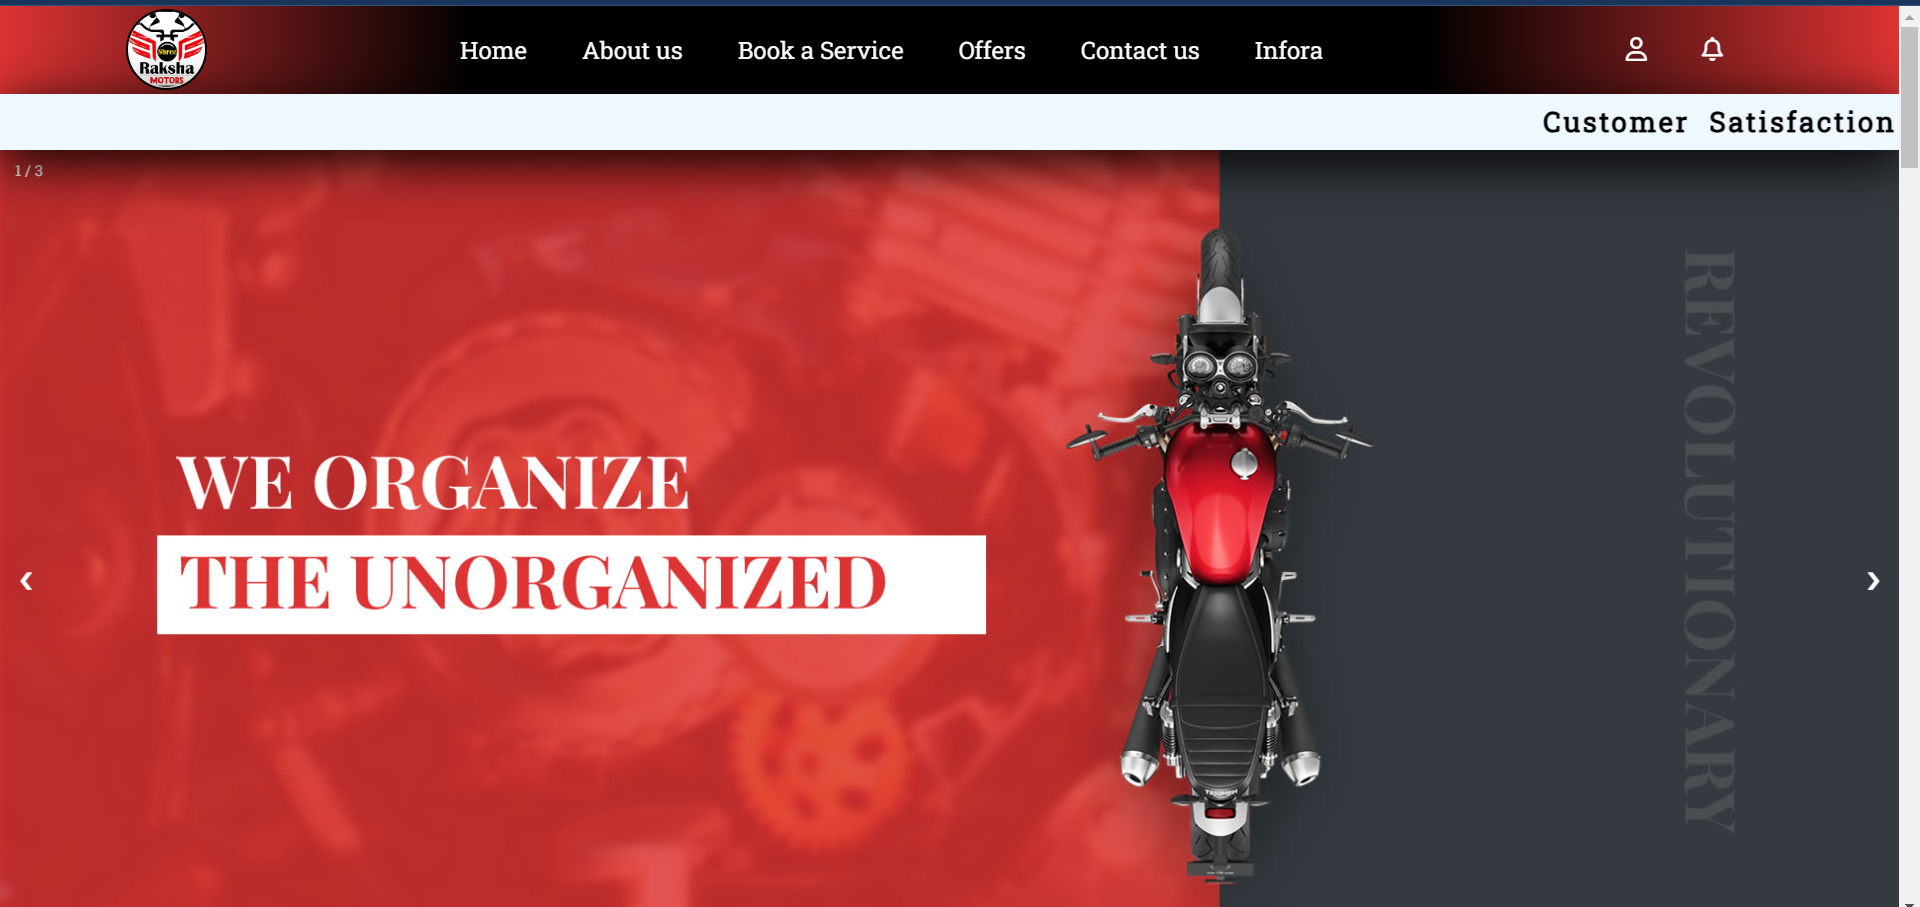 Shree
Raksha
MOTORS
Home About us Book a Service Offers Contact us Infora
Customer Satisfaction
1 / 3
WE ORGANIZE
THE UNORGANIZED
REVOLUTIONARY
TRIUMPH